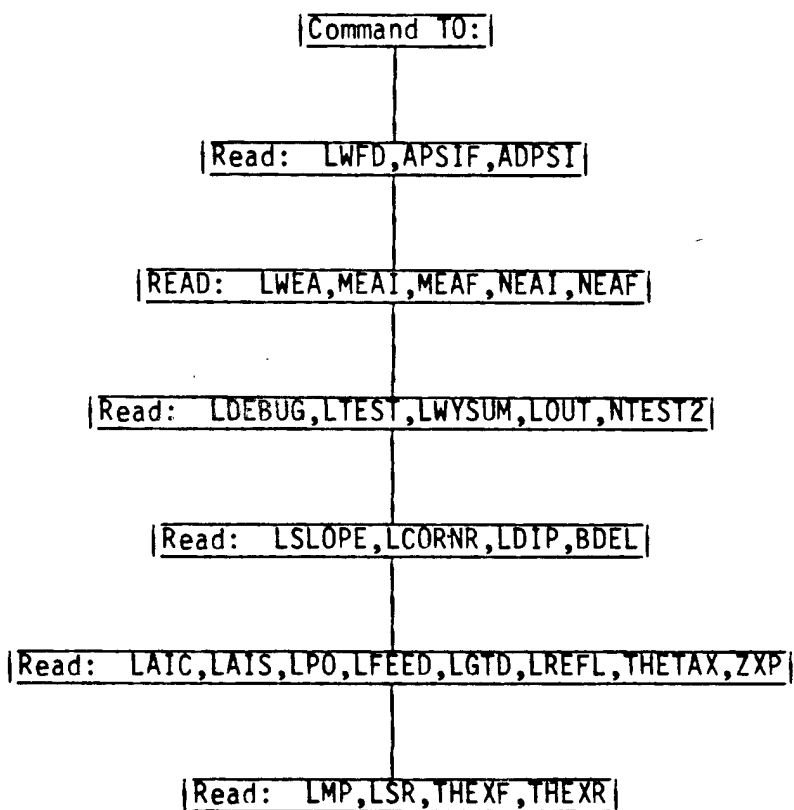 Command TO:
Read: LWFD,APSIF,ADPSI
READ: LWEA,MEAI,MEAF,NEAI,NEAF
Read: LDEBUG,LTEST,LWYSUM,LOUT,NTEST2
Read: LSLOPE,LCORNR,LDIP,BDEL
Read: LAIC,LAIS,LPO,LFEED,LGTD,LREFL,THETAX,ZXP
Read: LMP,LSR,THEXF,THEXR